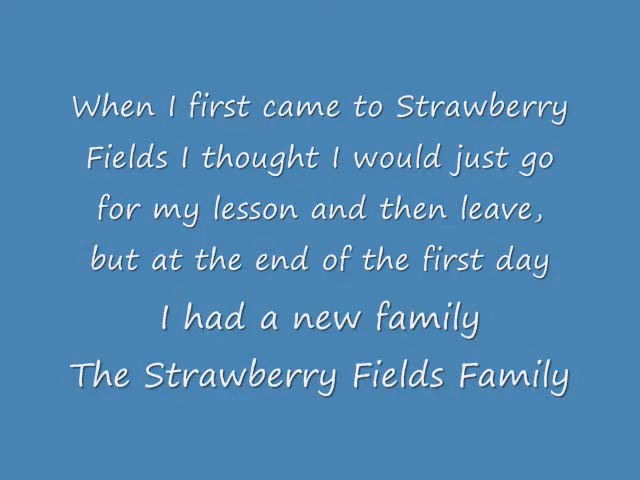 When I first came to Strawberry
Fields I thought I would just go
for my lesson and then leave,
but at the end of the first day
I had a new family
The Strawberry Fields Family